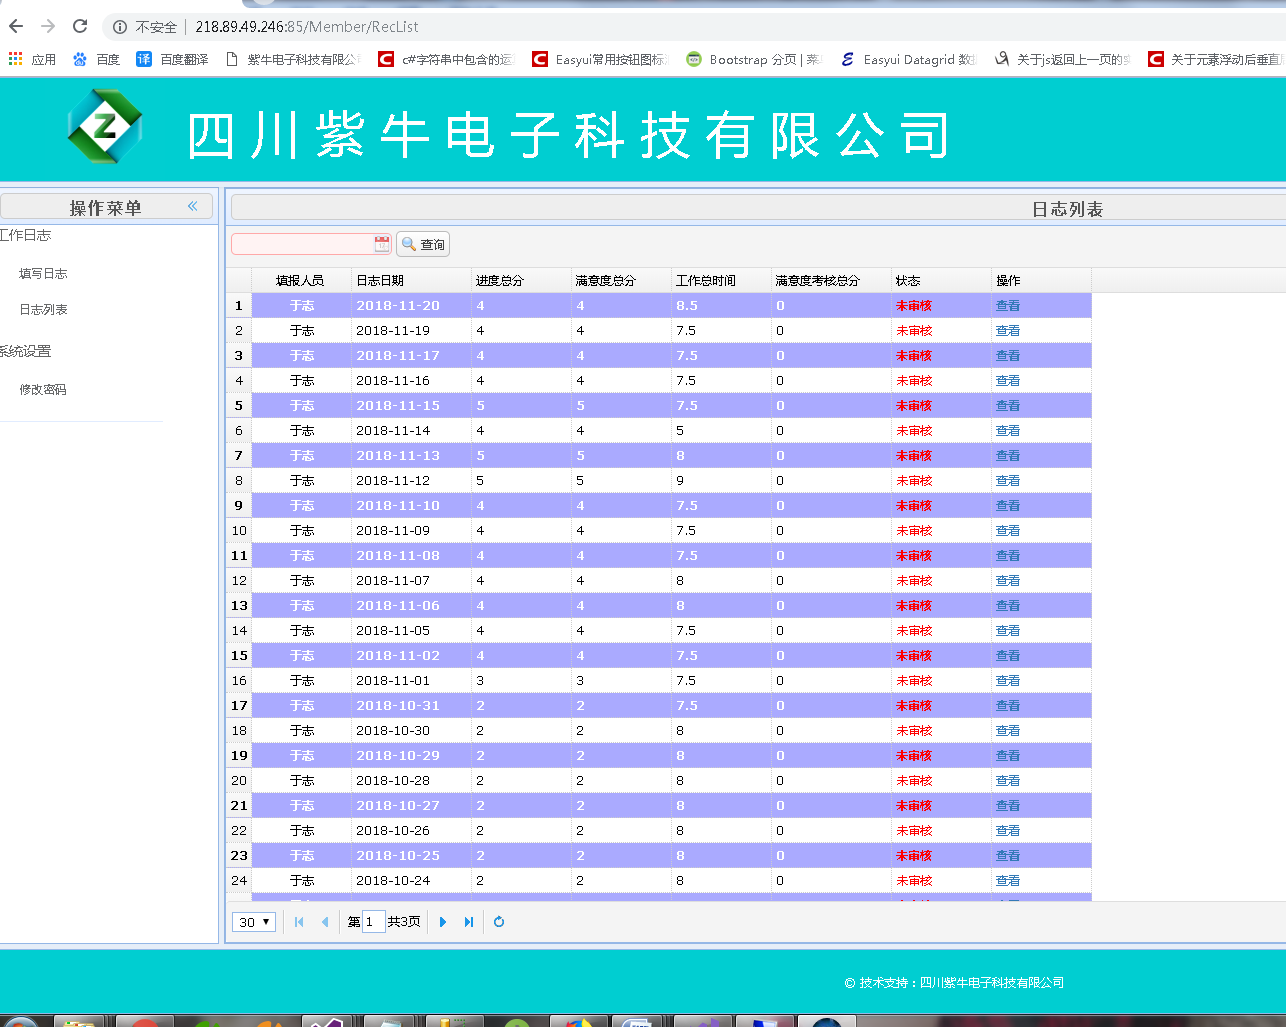 不安全 | 218.89.49.246:85/Member/RecList
应用 百度 译 百度翻译 紫牛电子科技有限公 c#字符串中包含的运 Easyui常用按钮图标 Bootstrap 分页 | 菜 Easyui Datagrid 数 关于js返回上一页的 关于元素浮动后垂直
Z 四川紫牛电子科技有限公司
操作菜单
工作日志
填写日志
日志列表
系统设置
修改密码
日志列表
查询
填报人员 日志日期 进度总分 满意度总分 工作总时间 满意度考核总分 状态 操作
1 于志 2018-11-20 4 4 8.5 0 未审核 查看
2 于志 2018-11-19 4 4 7.5 0 未审核 查看
3 于志 2018-11-17 4 4 7.5 0 未审核 查看
4 于志 2018-11-16 4 4 7.5 0 未审核 查看
5 于志 2018-11-15 5 5 7.5 0 未审核 查看
6 于志 2018-11-14 4 4 5 0 未审核 查看
7 于志 2018-11-13 5 5 8 0 未审核 查看
8 于志 2018-11-12 5 5 9 0 未审核 查看
9 于志 2018-11-10 4 4 7.5 0 未审核 查看
10 于志 2018-11-09 4 4 7.5 0 未审核 查看
11 于志 2018-11-08 4 4 7.5 0 未审核 查看
12 于志 2018-11-07 4 4 8 0 未审核 查看
13 于志 2018-11-06 4 4 8 0 未审核 查看
14 于志 2018-11-05 4 4 7.5 0 未审核 查看
15 于志 2018-11-02 4 4 7.5 0 未审核 查看
16 于志 2018-11-01 3 3 7.5 0 未审核 查看
17 于志 2018-10-31 2 2 7.5 0 未审核 查看
18 于志 2018-10-30 2 2 8 0 未审核 查看
19 于志 2018-10-29 2 2 8 0 未审核 查看
20 于志 2018-10-28 2 2 8 0 未审核 查看
21 于志 2018-10-27 2 2 8 0 未审核 查看
22 于志 2018-10-26 2 2 8 0 未审核 查看
23 于志 2018-10-25 2 2 8 0 未审核 查看
24 于志 2018-10-24 2 2 8 0 未审核 查看
30 第 1 共3页
© 技术支持：四川紫牛电子科技有限公司